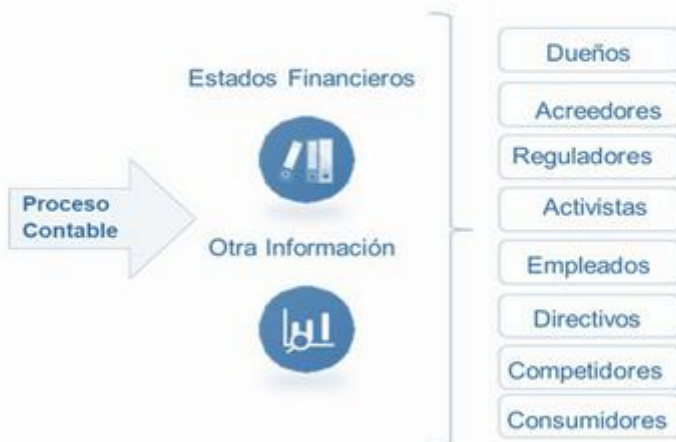 Proceso
Contable
Estados Financieros
Otra Información
Dueños
Acreedores
Reguladores
Activistas
Empleados
Directivos
Competidores
Consumidores